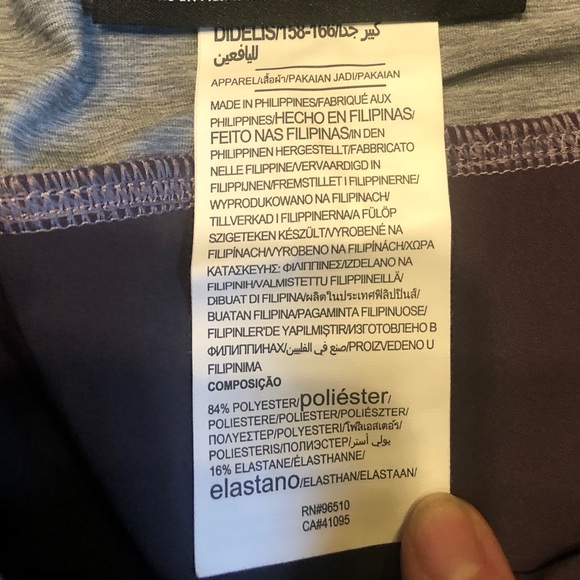 DIDELIS/158-166/كبير جدا
لليافعين
APPAREL/เสื้อผ้า/PAKAIAN JADI/PAKAIAN
MADE IN PHILIPPINES/FABRIQUÉ AUX
PHILIPPINES/HECHO EN FILIPINAS/
FEITO NAS FILIPINAS/IN DEN
PHILIPPINEN HERGESTELLT/FABBRICATO
NELLE FILIPPINE/VERVAARDIGD IN
FILIPPIJNEN/FREMSTILLET I FILIPPINERNE/
WYPRODUKOWANO NA FILIPINACH/
TILLVERKAD I FILIPPINERNA/A FÜLÖP
SZIGETEKEN KÉSZÜLT/VYROBENÉ NA
FILIPÍNACH/VYROBENO NA FILIPÍNÁCH/ΧΩΡΑ
ΚΑΤΑΣΚΕΥΗΣ: ΦΙΛΙΠΠΙΝΕΣ/IZDELANO NA
FILIPINIH/VALMISTETTU FILIPPIINEILLÄ/
DIBUAT DI FILIPINA/ผลิตในประเทศฟิลิปปินส์/
BUATAN FILIPINA/PAGAMINTA FILIPINUOSE/
FILIPINLER'DE YAPILMIŞTIR/ИЗГОТОВЛЕНО В
ФИЛИППИНАХ/صنع في الفلبين/PROIZVEDENO U
FILIPINIMA
COMPOSIÇÃO
84% POLYESTER/poliéster/
POLIESTERE/POLIESTER/POLIÉSZTER/
ΠΟΛΥΕΣΤΕΡ/POLYESTERI/โพลีเอสเตอร์/
POLIESTERIS/ПОЛИЭСТЕР/بولي أستر
16% ELASTANE/ÉLASTHANNE/
elastano/ELASTHAN/ELASTAAN/
RN#96510
CA#41095